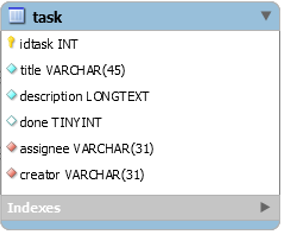 task
idtask INT
title VARCHAR(45)
description LONGTEXT
done TINYINT
assignee VARCHAR(31)
creator VARCHAR(31)
Indexes